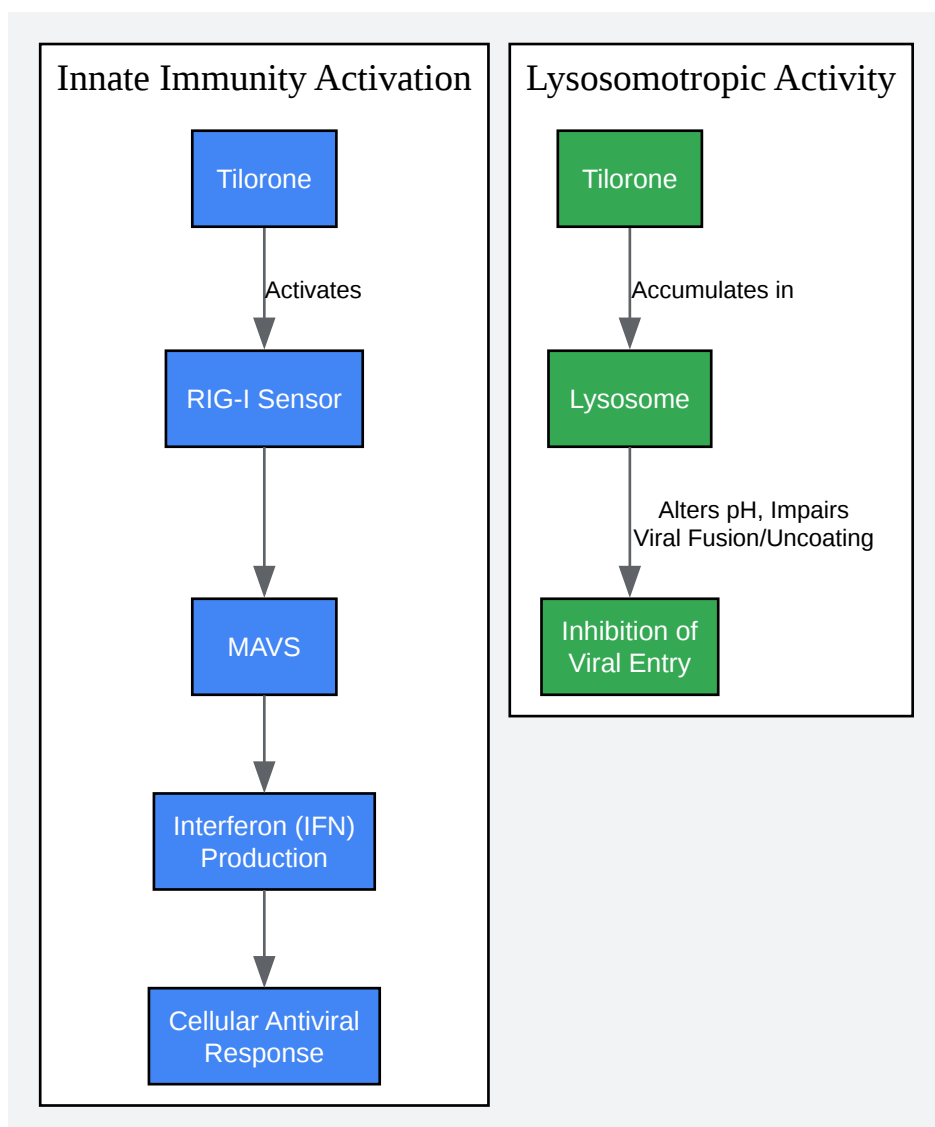 Innate Immunity Activation
Tilorone
Activates
RIG-I Sensor
MAVS
Interferon (IFN)
Production
Cellular Antiviral
Response
Lysosomotropic Activity
Tilorone
Accumulates in
Lysosome
Alters pH, Impairs
Viral Fusion/Uncoating
Inhibition of
Viral Entry